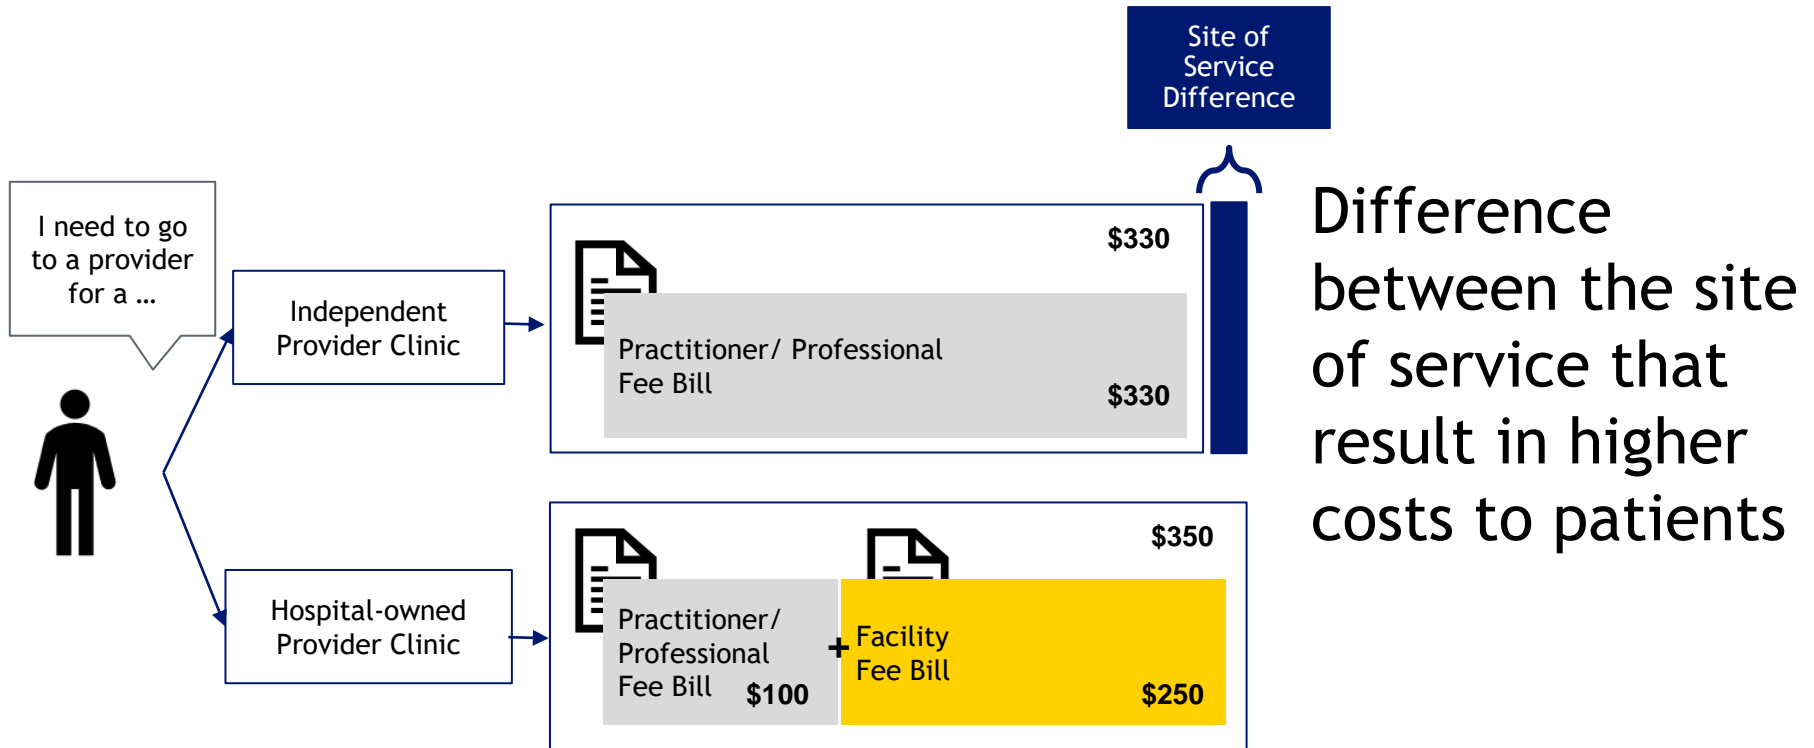 Site of
Service
Difference
I need to go
to a provider
for a ...
Independent
Provider Clinic
$330
Practitioner/ Professional
Fee Bill
$330
Difference
between the site
of service that
result in higher
costs to patients
Hospital-owned
Provider Clinic
$350
Practitioner/
Professional
Fee Bill
$100
+
Facility
Fee Bill
$250